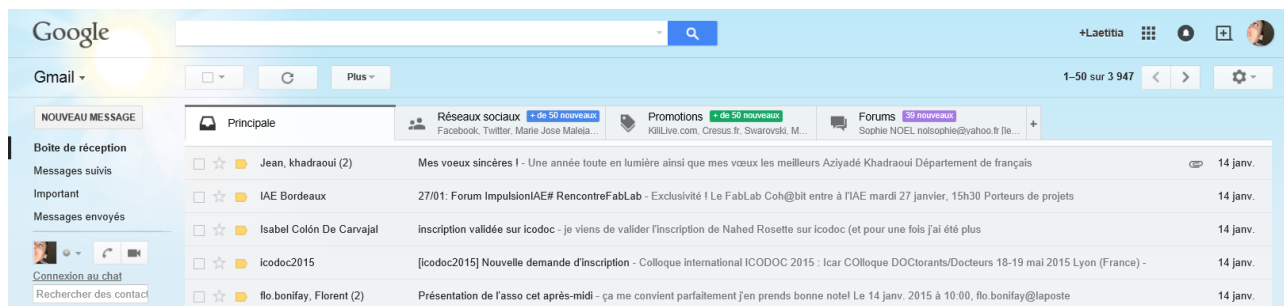 Google
+Laetitia
Gmail
Plus
1–50 sur 3 947
NOUVEAU MESSAGE
Boîte de réception
Messages suivis
Important
Messages envoyés
Connexion au chat
Rechercher des contact
Principale
Réseaux sociaux + de 50 nouveaux
Facebook, Twitter, Marie Jose Maleja…
Promotions + de 50 nouveaux
KiliLive.com, Cresus.fr, Swarovski, M…
Forums 39 nouveaux
Sophie NOEL nolsophie@yahoo.fr [le…
+
Jean, khadraoui (2) Mes voeux sincères ! - Une année toute en lumière ainsi que mes vœux les meilleurs Aziyadé Khadraoui Département de français 14 janv.
IAE Bordeaux 27/01: Forum ImpulsionIAE# RencontreFabLab - Exclusivité ! Le FabLab Coh@bit entre à l'IAE mardi 27 janvier, 15h30 Porteurs de projets 14 janv.
Isabel Colón De Carvajal inscription validée sur icodoc - je viens de valider l'inscription de Nahed Rosette sur icodoc (et pour une fois j'ai été plus 14 janv.
icodoc2015 [icodoc2015] Nouvelle demande d'inscription - Colloque international ICODOC 2015 : Icar COlloque DOCtorants/Docteurs 18-19 mai 2015 Lyon (France) - 14 janv.
flo.bonifay, Florent (2) Présentation de l'asso cet après-midi - ça me convient parfaitement j'en prends bonne note! Le 14 janv. 2015 à 10:00, flo.bonifay@laposte 14 janv.